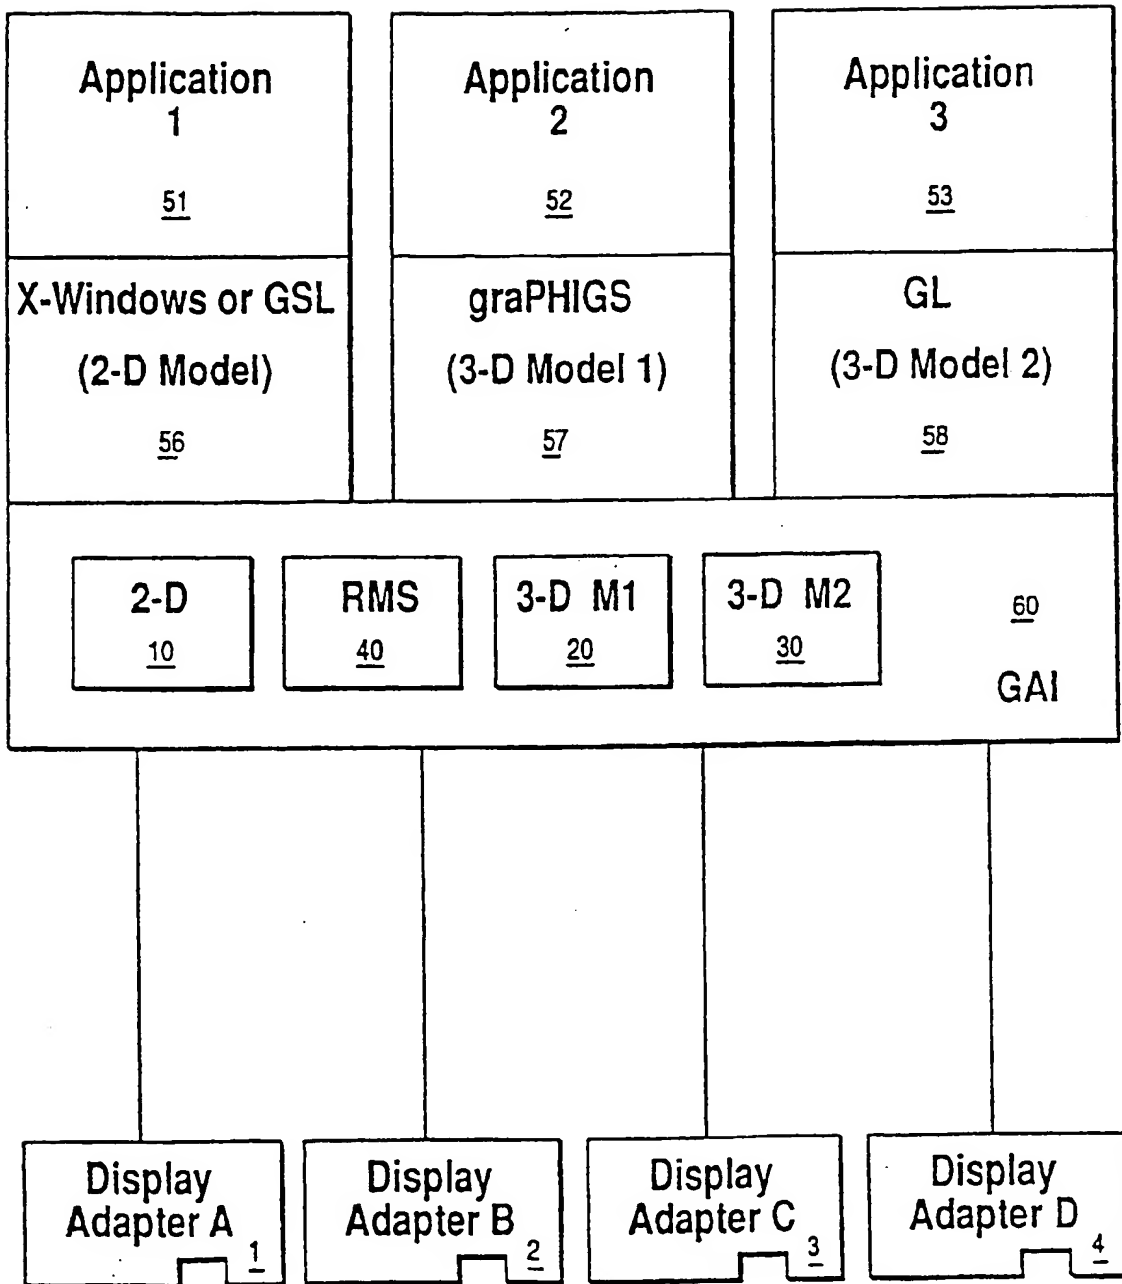 Application
1
51
Application
2
52
Application
3
53
X-Windows or GSL
(2-D Model)
56
graPHIGS
(3-D Model 1)
57
GL
(3-D Model 2)
58
2-D
10
RMS
40
3-D M1
20
3-D M2
30
60
GAI
Display
Adapter A
1
Display
Adapter B
2
Display
Adapter C
3
Display
Adapter D
4